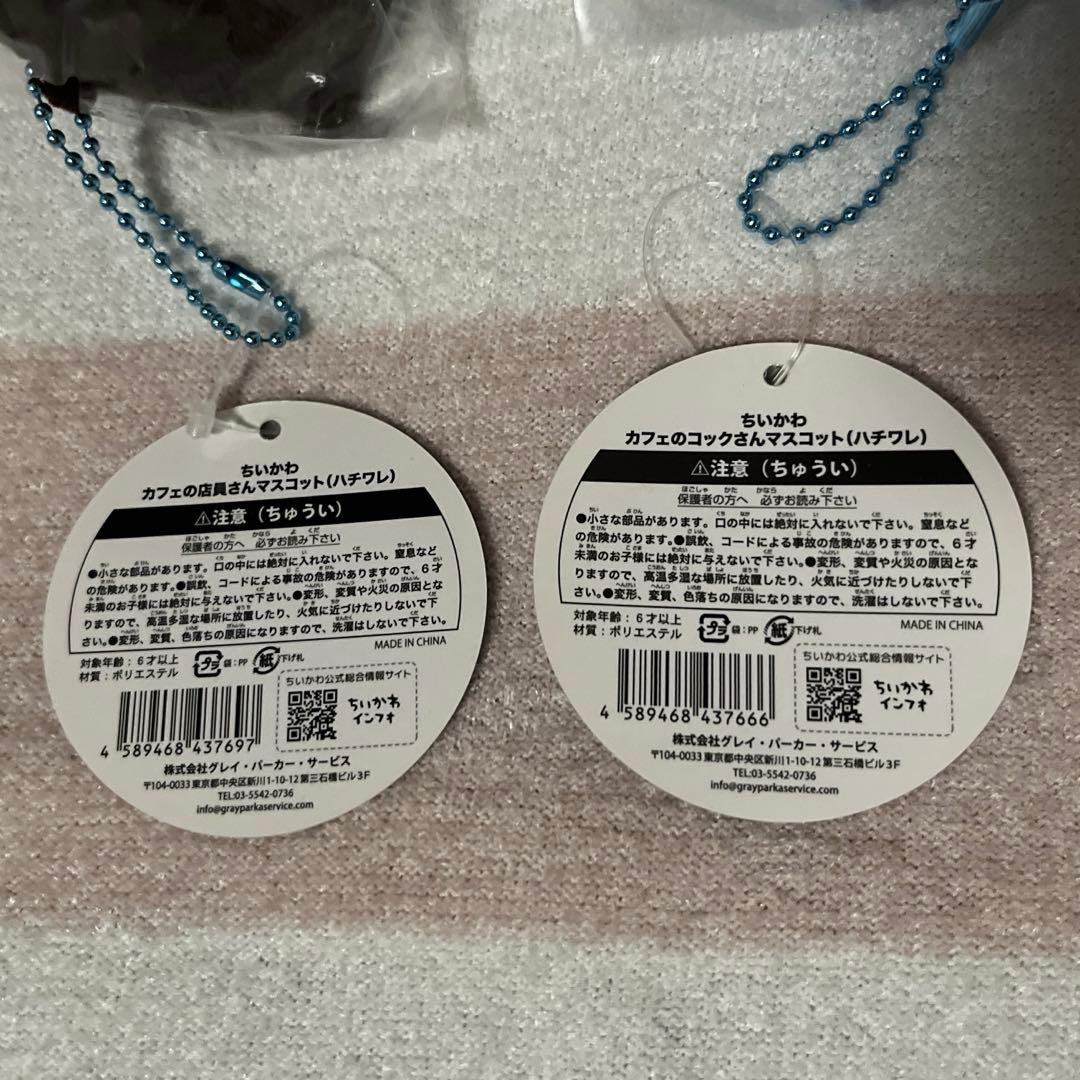 ちいかわ
カフェの店員さんマスコット(ハチワレ)
⚠注意(ちゅうい)
保護者の方へ 必ずお読み下さい
●小さな部品があります。口の中には絶対に入れないで下さい。窒息など
の危険があります。●誤飲、コードによる事故の危険がありますので、6才
未満のお子様には絶対に与えないで下さい。●変形、変質や火災の原因とな
りますので、高温多湿な場所に放置したり、火気に近づけたりしないで下
さい。●変形、変質、色落ちの原因になりますので、洗濯はしないで下さい。
MADE IN CHINA
対象年齢:6才以上
材質:ポリエステル
プラ 袋:PP 紙 下げ札
ちいかわ公式総合情報サイト
ちいかわ
インフォ
4 589468 437697
株式会社グレイ・パーカー・サービス
〒104-0033 東京都中央区新川1-10-12 第三石橋ビル3F
TEL:03-5542-0736
info@grayparkaservice.com
ちいかわ
カフェのコックさんマスコット(ハチワレ)
⚠注意(ちゅうい)
保護者の方へ 必ずお読み下さい
●小さな部品があります。口の中には絶対に入れないで下さい。窒息など
の危険があります。●誤飲、コードによる事故の危険がありますので、6才
未満のお子様には絶対に与えないで下さい。●変形、変質や火災の原因とな
りますので、高温多湿な場所に放置したり、火気に近づけたりしないで下
さい。●変形、変質、色落ちの原因になりますので、洗濯はしないで下さい。
MADE IN CHINA
対象年齢:6才以上
材質:ポリエステル
プラ 袋:PP 紙 下げ札
ちいかわ公式総合情報サイト
ちいかわ
インフォ
4 589468 437666
株式会社グレイ・パーカー・サービス
〒104-0033 東京都中央区新川1-10-12 第三石橋ビル3F
TEL:03-5542-0736
info@grayparkaservice.com